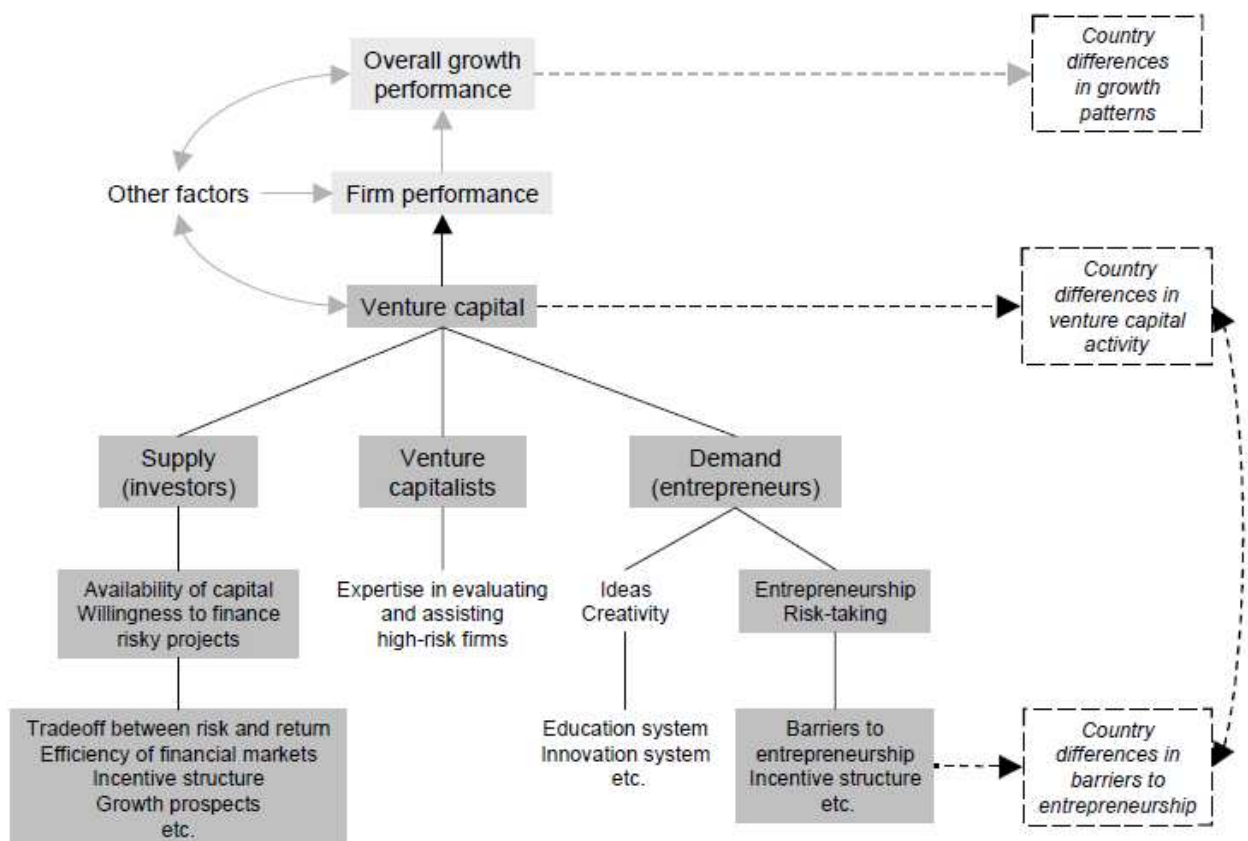 Overall growth
performance
Country
differences
in growth
patterns
Other factors
Firm performance
Venture capital
Country
differences in
venture capital
activity
Supply
(investors)
Venture
capitalists
Demand
(entrepreneurs)
Availability of capital
Willingness to finance
risky projects
Expertise in evaluating
and assisting
high-risk firms
Ideas
Creativity
Entrepreneurship
Risk-taking
Tradeoff between risk and return
Efficiency of financial markets
Incentive structure
Growth prospects
etc.
Education system
Innovation system
etc.
Barriers to
entrepreneurship
Incentive structure
etc.
Country
differences in
barriers to
entrepreneurship